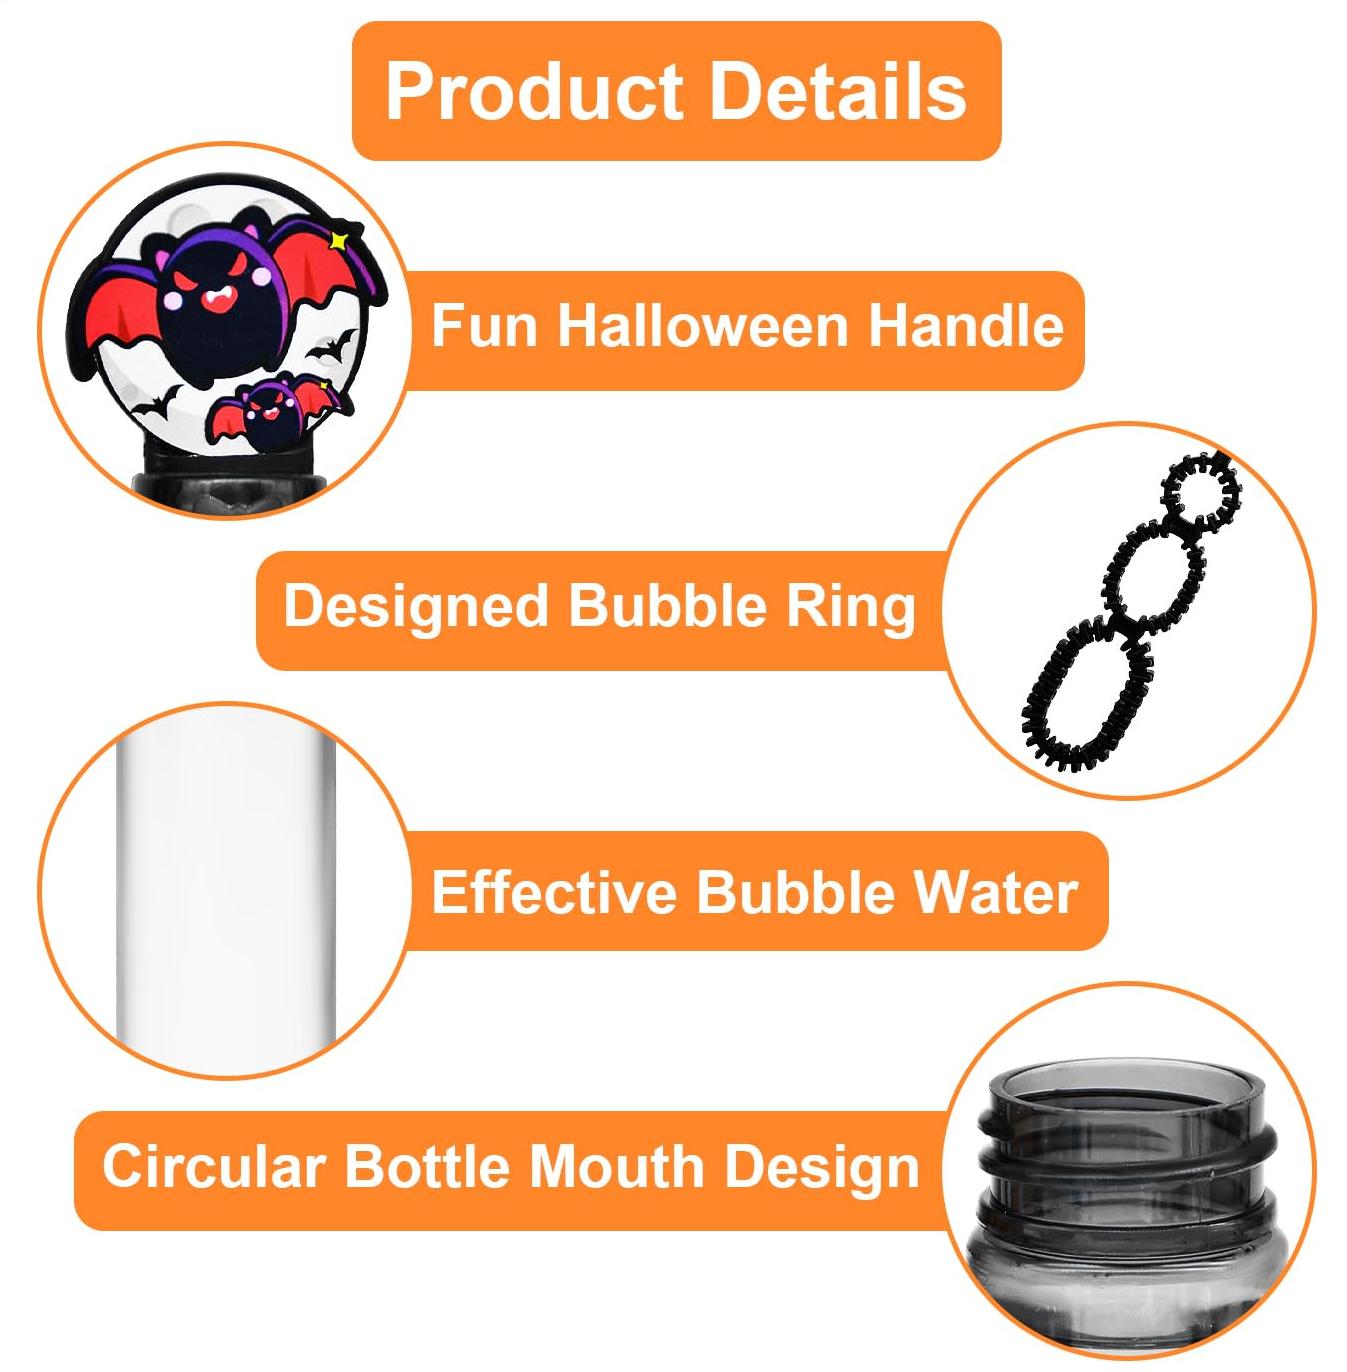 Product Details
Fun Halloween Handle
Designed Bubble Ring
Effective Bubble Water
Circular Bottle Mouth Design